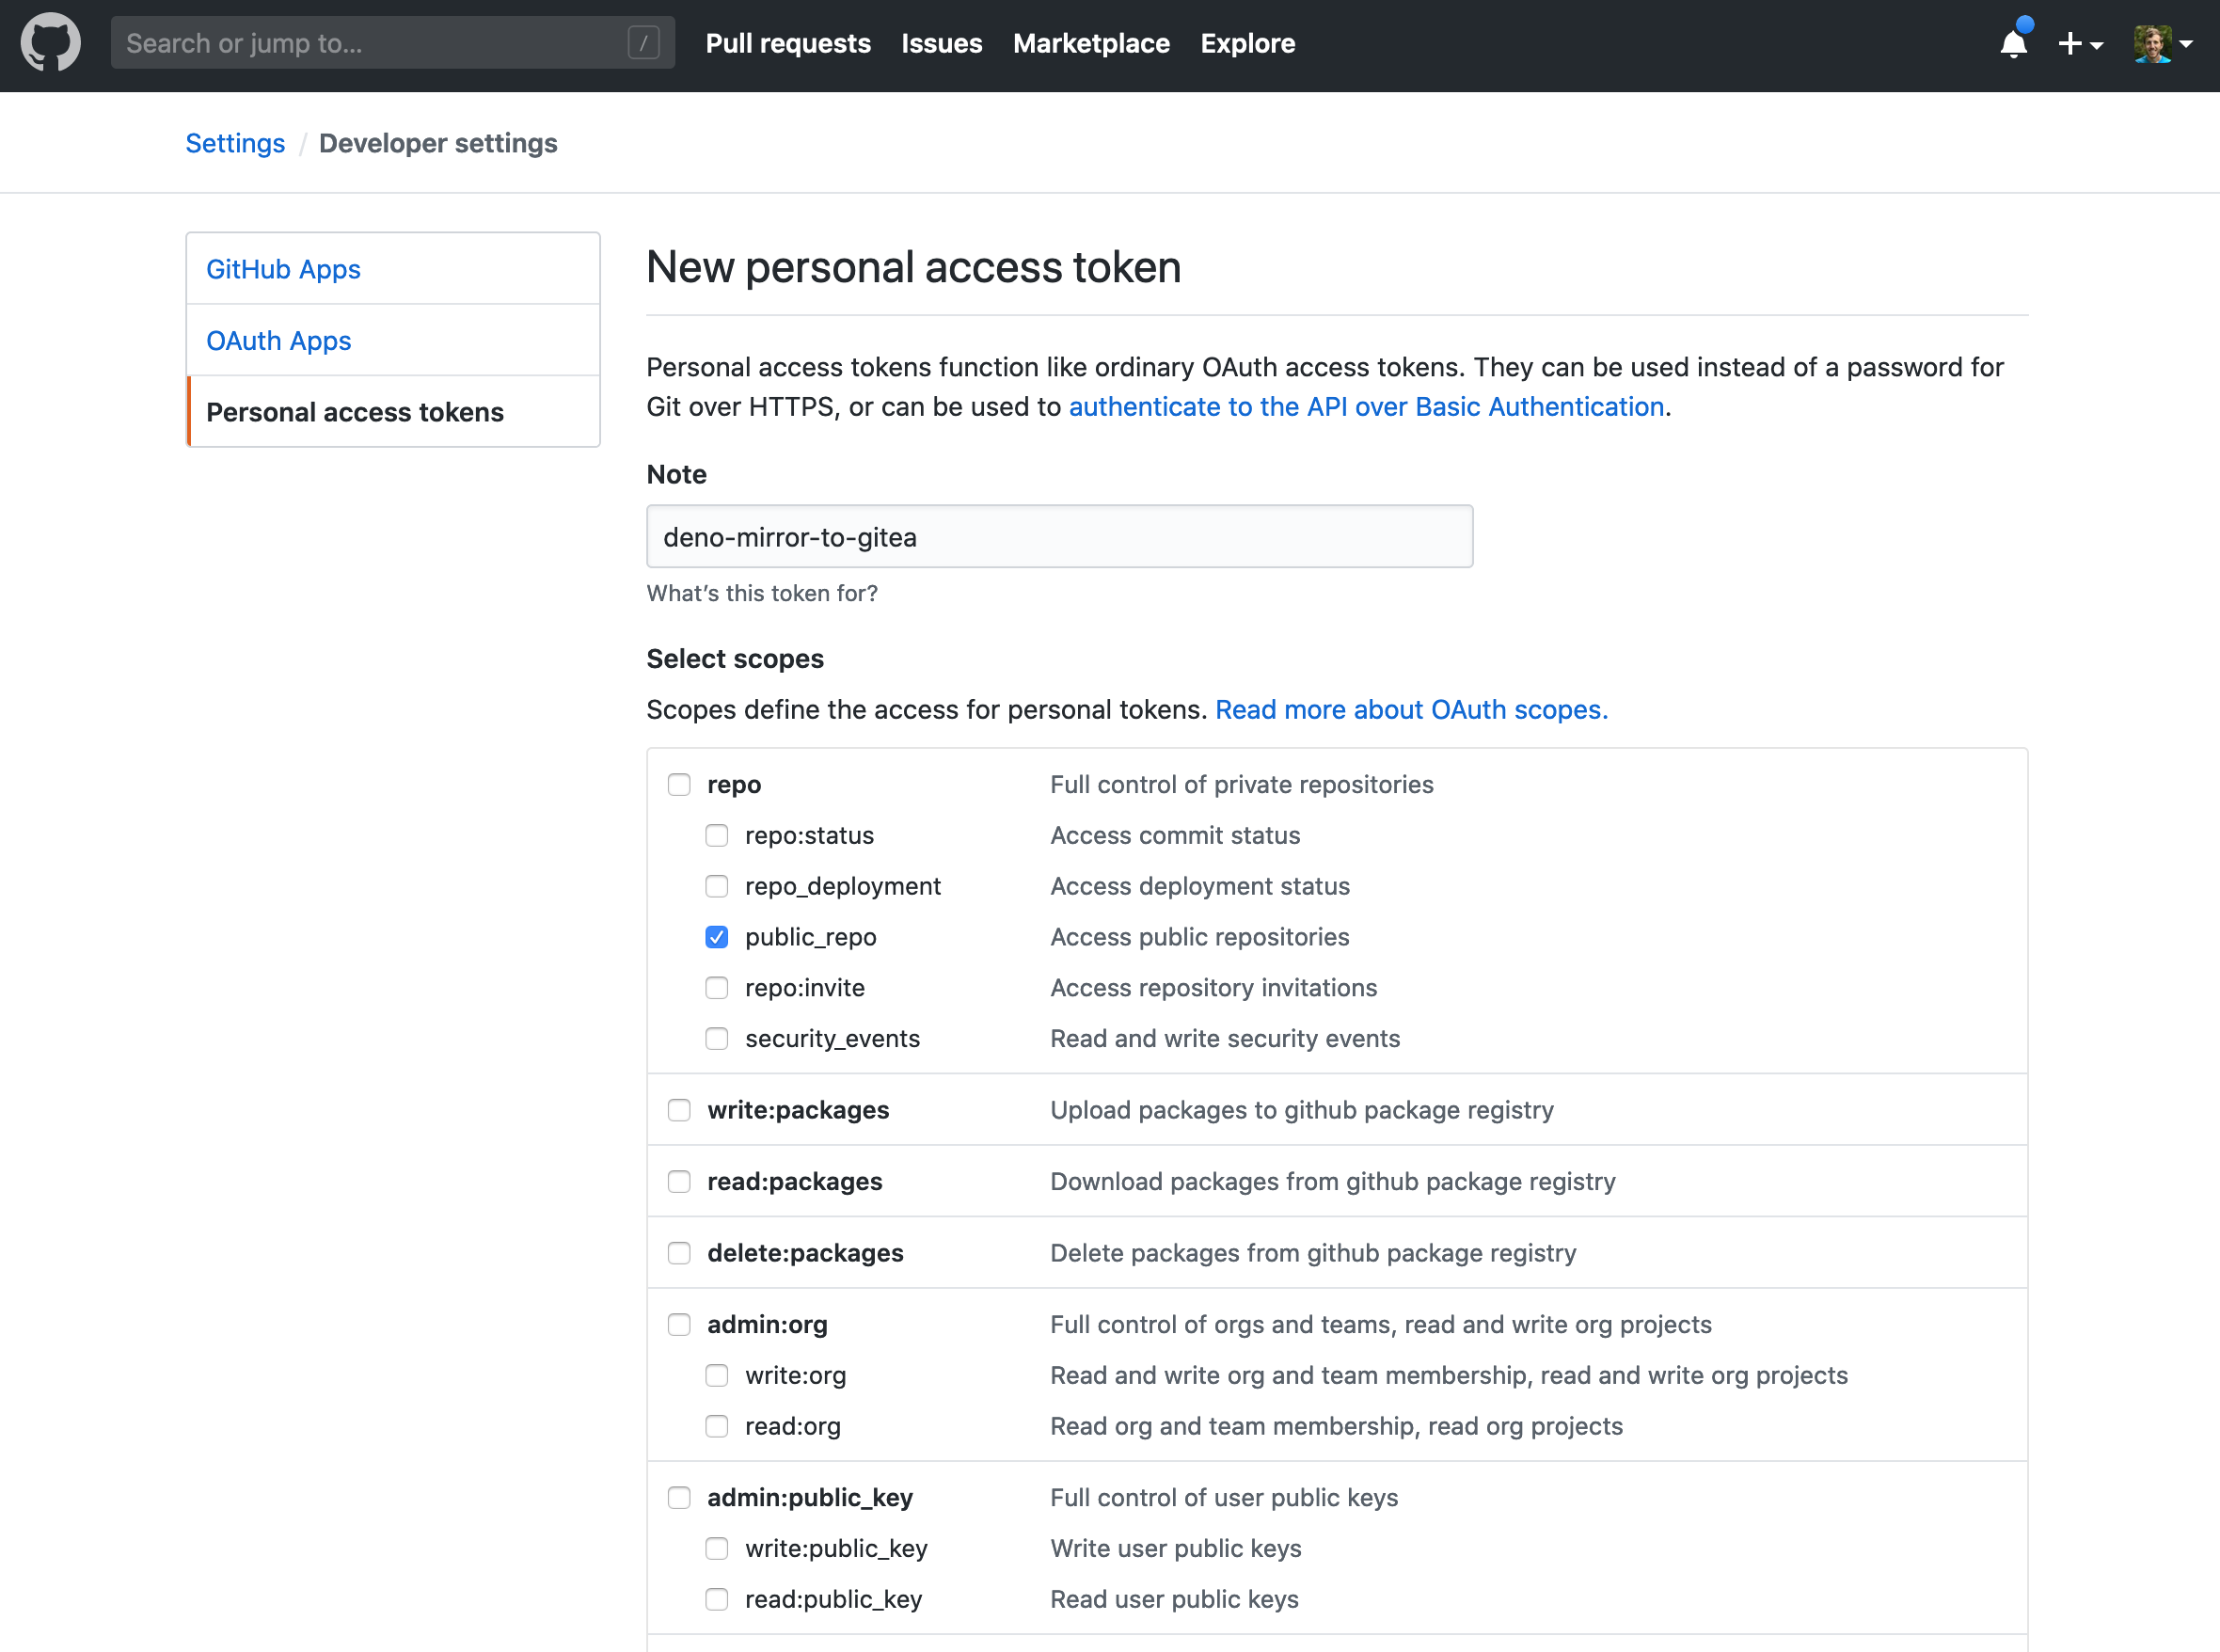 Search or jump to...
/
Pull requests
Issues
Marketplace
Explore
Settings / Developer settings
GitHub Apps
OAuth Apps
Personal access tokens
New personal access token
Personal access tokens function like ordinary OAuth access tokens. They can be used instead of a password for
Git over HTTPS, or can be used to authenticate to the API over Basic Authentication.
Note
deno-mirror-to-gitea
What’s this token for?
Select scopes
Scopes define the access for personal tokens. Read more about OAuth scopes.
repo Full control of private repositories
repo:status Access commit status
repo_deployment Access deployment status
public_repo Access public repositories
repo:invite Access repository invitations
security_events Read and write security events
write:packages Upload packages to github package registry
read:packages Download packages from github package registry
delete:packages Delete packages from github package registry
admin:org Full control of orgs and teams, read and write org projects
write:org Read and write org and team membership, read and write org projects
read:org Read org and team membership, read org projects
admin:public_key Full control of user public keys
write:public_key Write user public keys
read:public_key Read user public keys